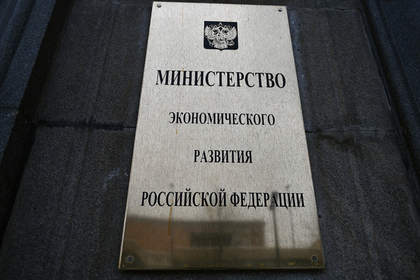 МИНИСТЕРСТВО
ЭКОНОМИЧЕСКОГО
РАЗВИТИЯ
РОССИЙСКОЙ ФЕДЕРАЦИИ